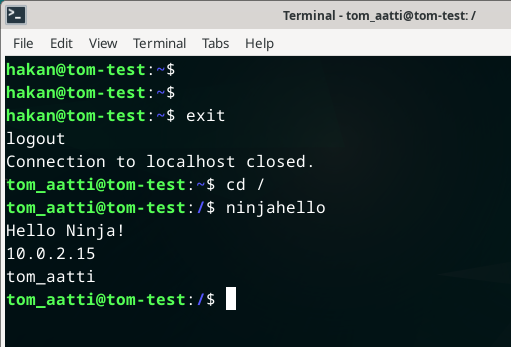 Terminal - tom_aatti@tom-test: /
File Edit View Terminal Tabs Help
hakan@tom-test:~$
hakan@tom-test:~$
hakan@tom-test:~$ exit
logout
Connection to localhost closed.
tom_aatti@tom-test:~$ cd /
tom_aatti@tom-test:/$ ninjahello
Hello Ninja!
10.0.2.15
tom_aatti
tom_aatti@tom-test:/$